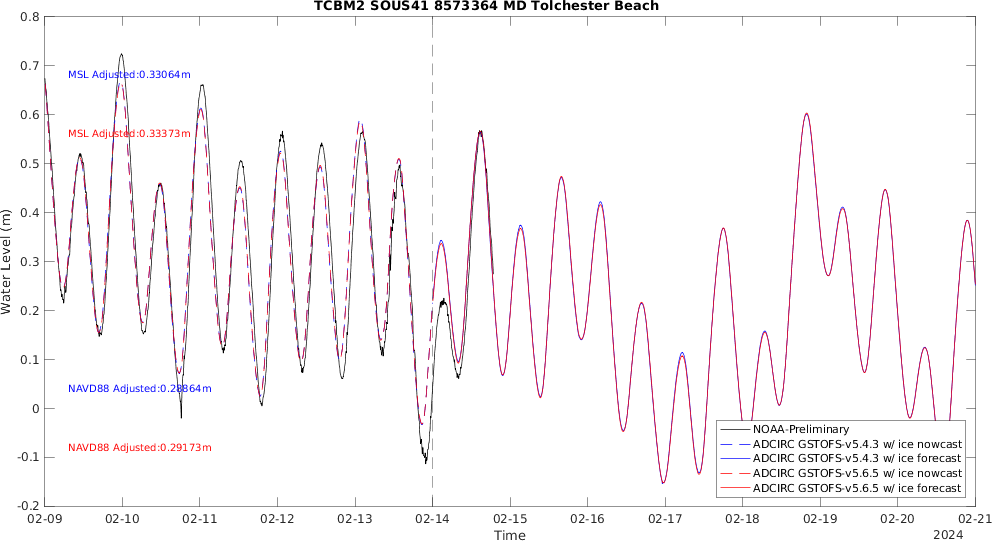 TCBM2 SOUS41 8573364 MD Tolchester Beach
Water Level (m)
0.8
0.7
0.6
0.5
0.4
0.3
0.2
0.1
0
-0.1
-0.2
MSL Adjusted:0.33064m
MSL Adjusted:0.33373m
NAVD88 Adjusted:0.28864m
NAVD88 Adjusted:0.29173m
NOAA-Preliminary
ADCIRC GSTOFS-v5.4.3 w/ ice nowcast
ADCIRC GSTOFS-v5.4.3 w/ ice forecast
ADCIRC GSTOFS-v5.6.5 w/ ice nowcast
ADCIRC GSTOFS-v5.6.5 w/ ice forecast
02-09 02-10 02-11 02-12 02-13 02-14 02-15 02-16 02-17 02-18 02-19 02-20 02-21
Time
2024